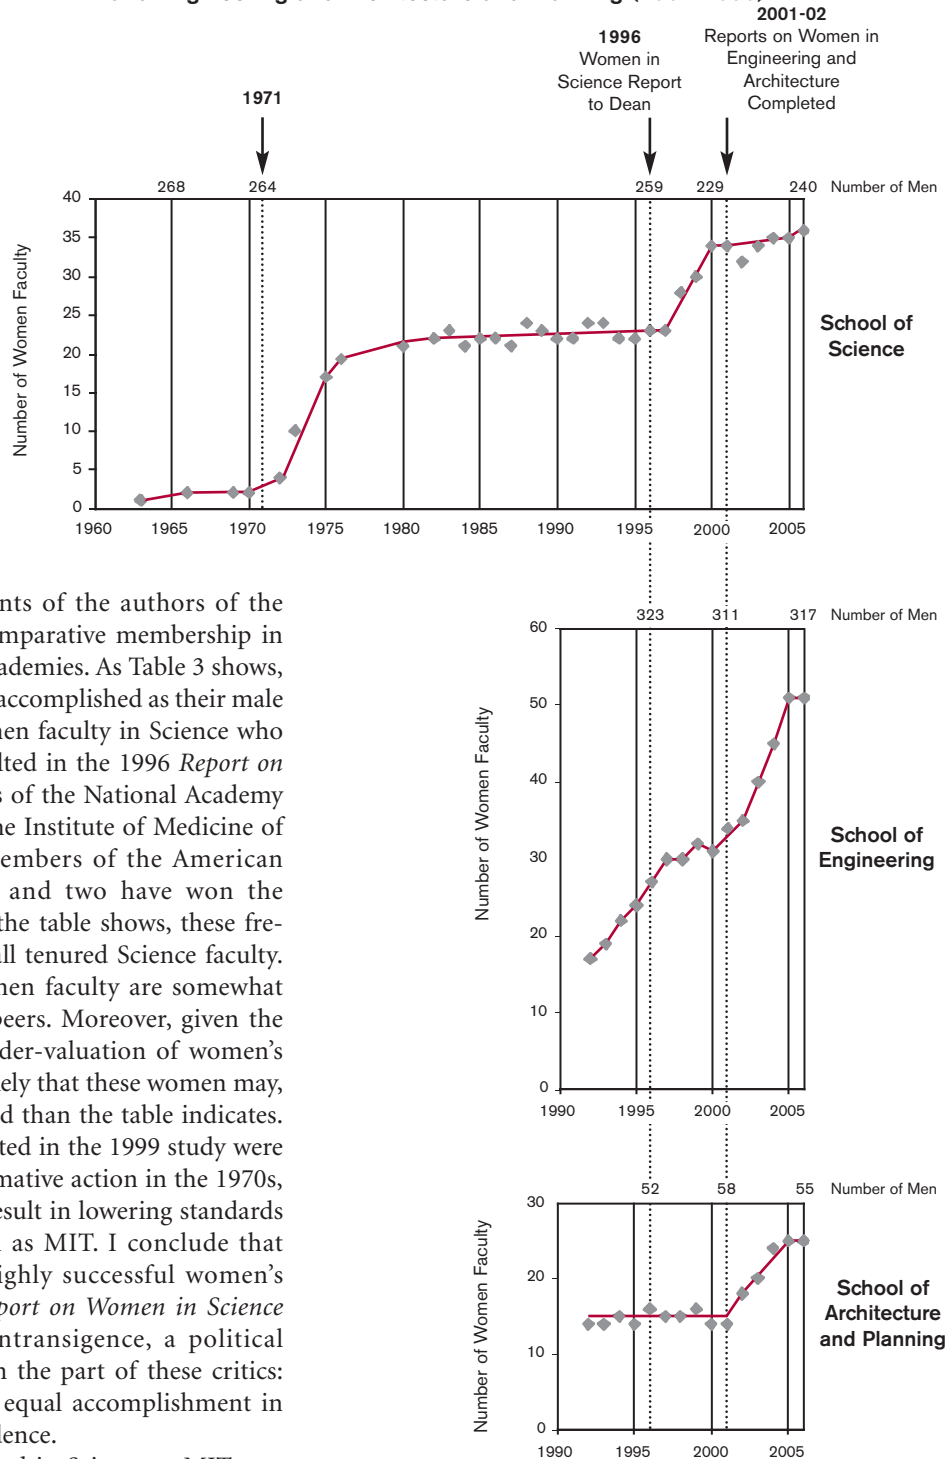 2001-02
Reports on Women in
Engineering and
Architecture
Completed
1996
Women in
Science Report
to Dean
1971
268 264 259 229 240 Number of Men
40
35
30
25
20
15
10
5
0
Number of Women Faculty
School of
Science
1960 1965 1970 1975 1980 1985 1990 1995 2000 2005
nts of the authors of the
mparative membership in
ademies. As Table 3 shows,
accomplished as their male
men faculty in Science who
lted in the 1996 Report on
s of the National Academy
he Institute of Medicine of
embers of the American
and two have won the
the table shows, these fre-
all tenured Science faculty.
men faculty are somewhat
peers. Moreover, given the
der-valuation of women's
kely that these women may,
d than the table indicates.
ted in the 1999 study were
mative action in the 1970s,
esult in lowering standards
h as MIT. I conclude that
ighly successful women's
port on Women in Science
ntransigence, a political
n the part of these critics:
equal accomplishment in
dence.
323 311 317 Number of Men
60
50
40
30
20
10
0
Number of Women Faculty
School of
Engineering
1990 1995 2000 2005
52 58 55 Number of Men
30
20
10
0
Number of Women Faculty
School of
Architecture
and Planning
1990 1995 2000 2005